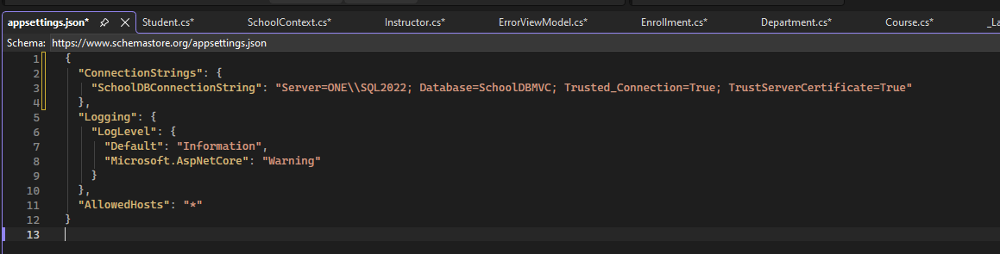 appsettings.json* Student.cs* SchoolContext.cs* Instructor.cs* ErrorViewModel.cs* Enrollment.cs* Department.cs* Course.cs* _La
Schema: https://www.schemastore.org/appsettings.json
1 {
2 "ConnectionStrings": {
3 "SchoolDBConnectionString": "Server=ONE\\SQL2022; Database=SchoolDBMVC; Trusted_Connection=True; TrustServerCertificate=True"
4 },
5 "Logging": {
6 "LogLevel": {
7 "Default": "Information",
8 "Microsoft.AspNetCore": "Warning"
9 }
10 },
11 "AllowedHosts": "*"
12 }
13